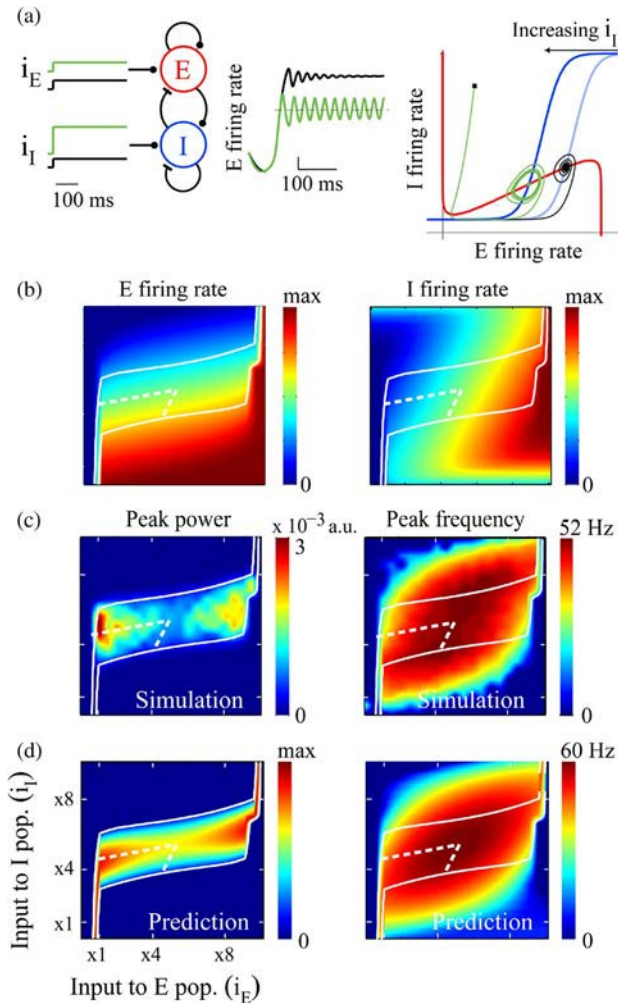 (a)
Increasing i_I
i_E
E
E firing rate
I firing rate
i_I
I
100 ms
100 ms
E firing rate
(b)
E firing rate
I firing rate
max
max
0
0
(c)
Peak power
x 10^-3 a.u.
Peak frequency
52 Hz
3
Simulation
0
Simulation
0
(d)
max
60 Hz
Input to I pop. (i_I)
x8
x4
x1
Prediction
0
Prediction
0
x1 x4 x8
Input to E pop. (i_E)